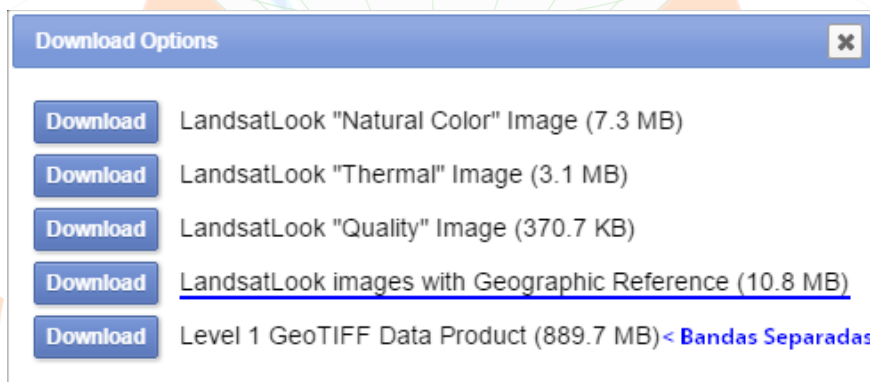 Download Options
Download LandsatLook "Natural Color" Image (7.3 MB)
Download LandsatLook "Thermal" Image (3.1 MB)
Download LandsatLook "Quality" Image (370.7 KB)
Download LandsatLook images with Geographic Reference (10.8 MB)
Download Level 1 GeoTIFF Data Product (889.7 MB) < Bandas Separadas